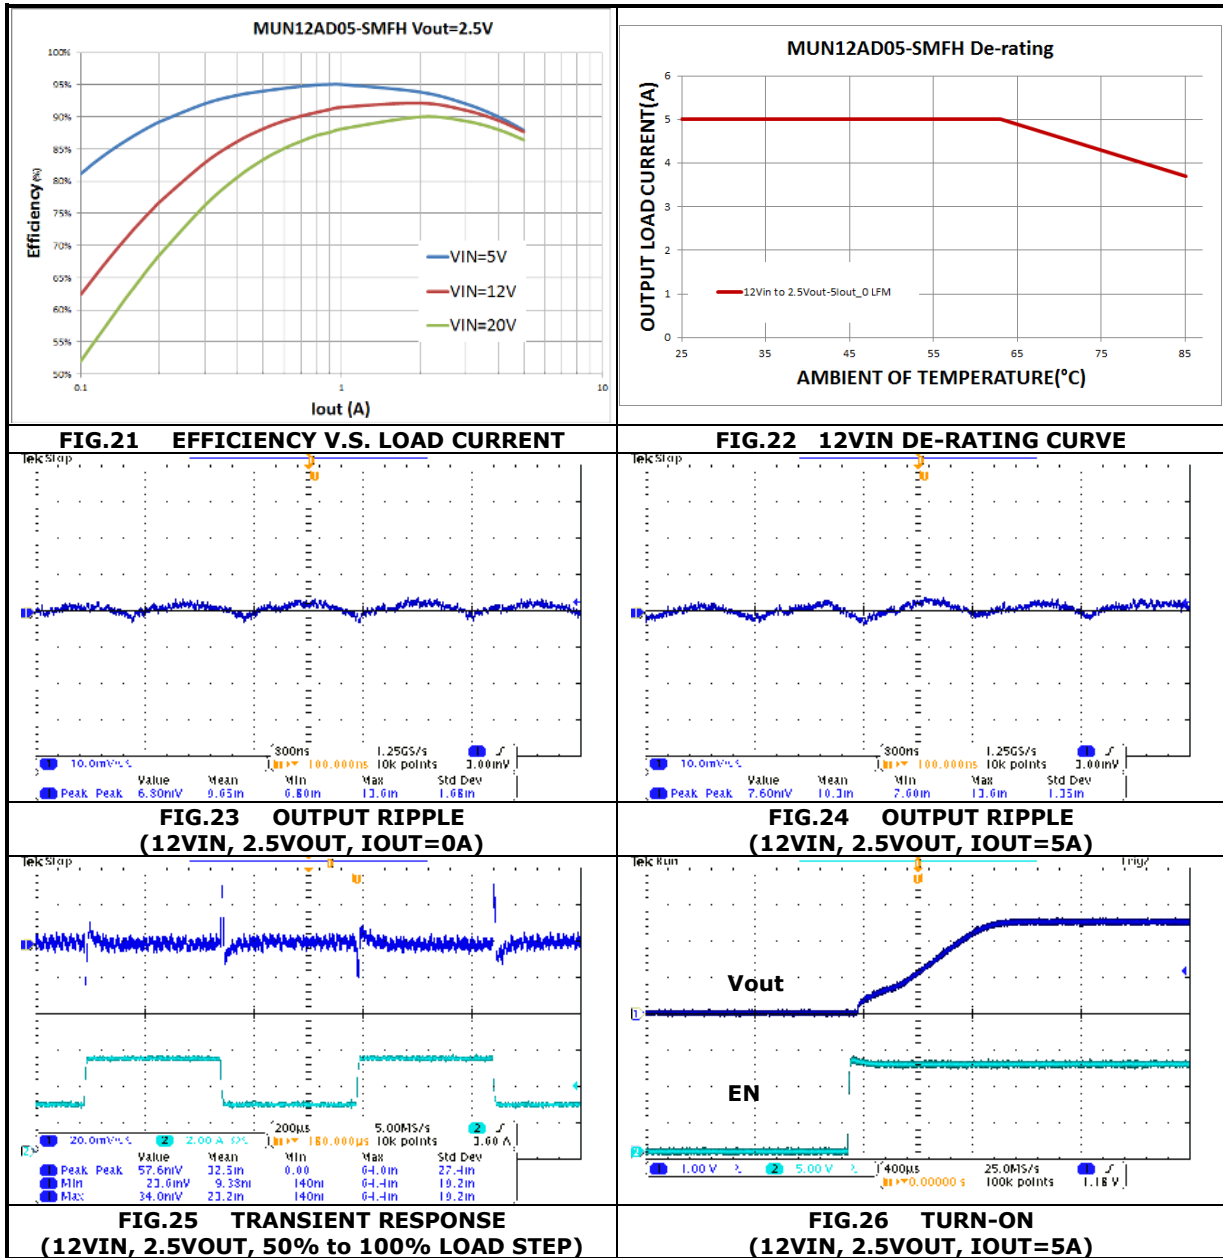 MUN12AD05-SMFH Vout=2.5V
100%
95%
90%
85%
80%
75%
70%
65%
60%
55%
50%
Efficiency (%)
VIN=5V
VIN=12V
VIN=20V
0.1
1
10
Iout (A)
MUN12AD05-SMFH De-rating
6
5
4
3
2
1
0
OUTPUT LOAD CURRENT(A)
12Vin to 2.5Vout-5Iout_0 LFM
25
35
45
55
65
75
85
AMBIENT OF TEMPERATURE(°C)
FIG.21 EFFICIENCY V.S. LOAD CURRENT
FIG.22 12VIN DE-RATING CURVE
Tek Stop
800ns 1.25GS/s
100.000ns 10k points
Value Mean Min Max Std Dev
Peak Peak 6.80mV
Tek Stop
800ns 1.25GS/s
100.000ns 10k points
Value Mean Min Max Std Dev
Peak Peak 7.60mV
FIG.23 OUTPUT RIPPLE
(12VIN, 2.5VOUT, IOUT=0A)
FIG.24 OUTPUT RIPPLE
(12VIN, 2.5VOUT, IOUT=5A)
Tek Stop
200µs 5.00MS/s
10k points
Value Mean Min Max Std Dev
Peak Peak 57.6mV
Min
Max 34.0mV
Tek Run
Vout
EN
1.00 V 5.00 V 400µs 25.0MS/s
0.00000 s 100k points
FIG.25 TRANSIENT RESPONSE
(12VIN, 2.5VOUT, 50% to 100% LOAD STEP)
FIG.26 TURN-ON
(12VIN, 2.5VOUT, IOUT=5A)